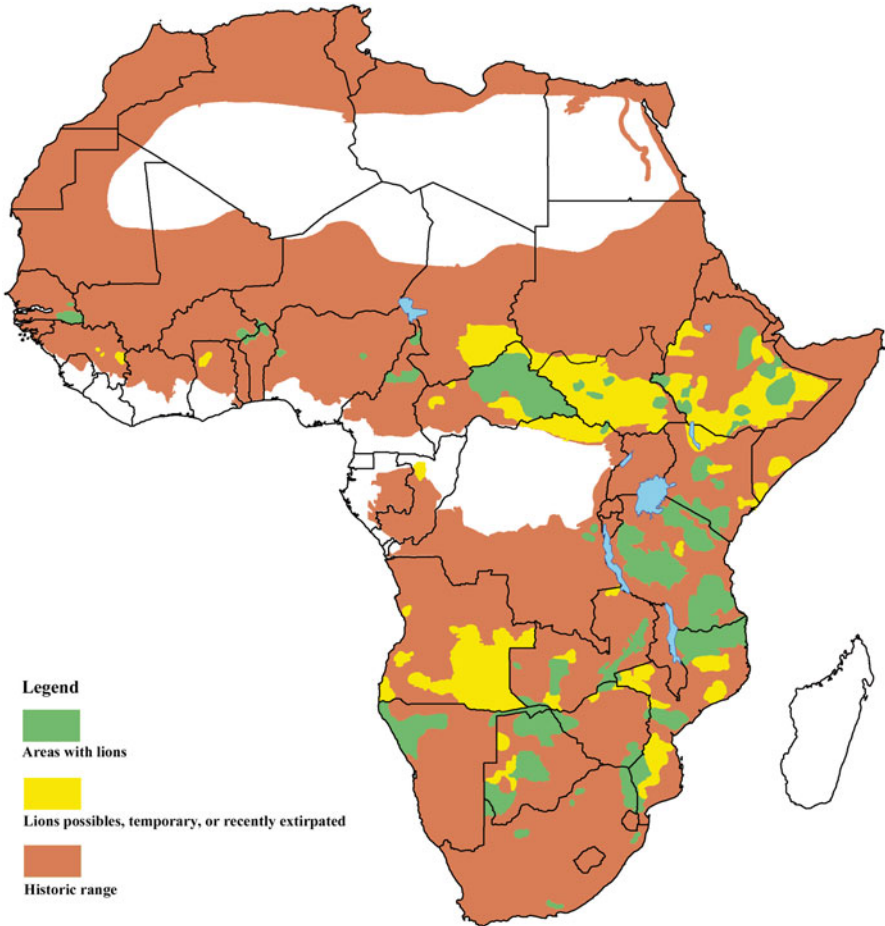 Legend
Areas with lions
Lions possibles, temporary, or recently extirpated
Historic range